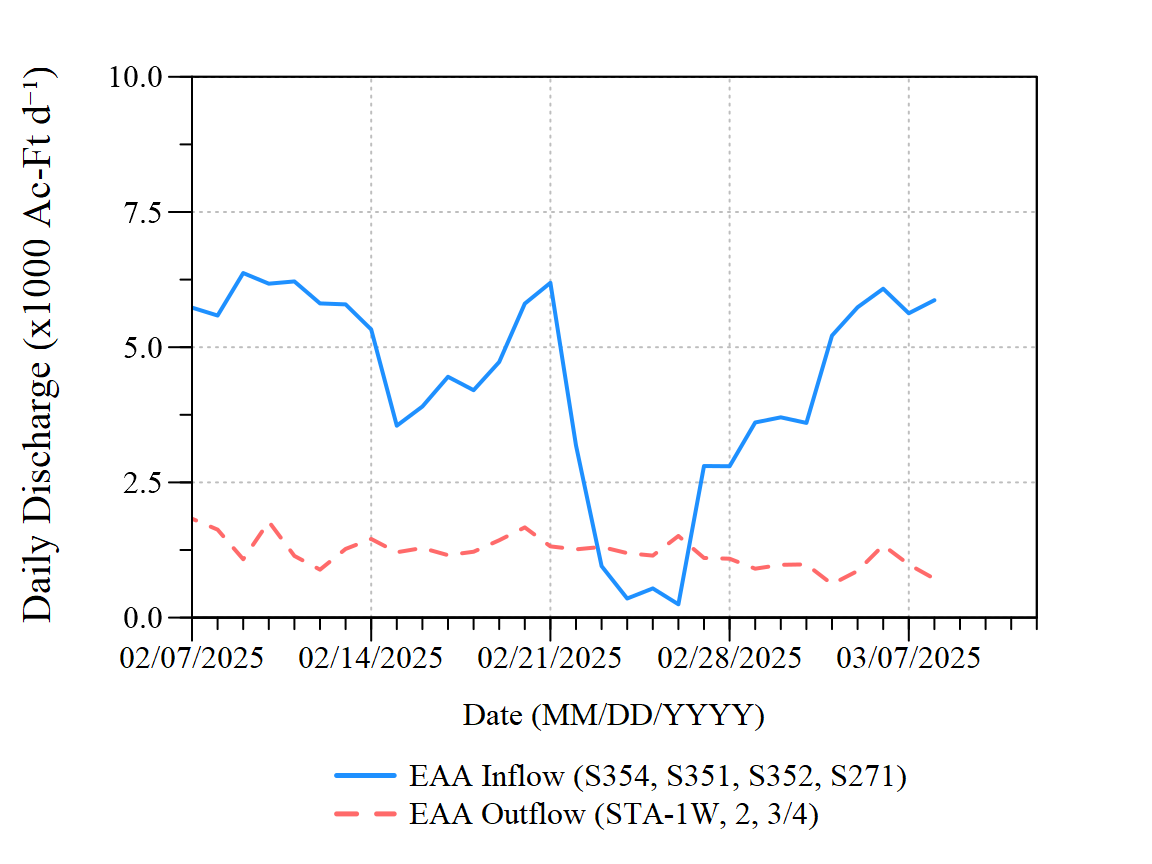 Daily Discharge (x1000 Ac-Ft d⁻¹)
10.0
7.5
5.0
2.5
0.0
02/07/2025 02/14/2025 02/21/2025 02/28/2025 03/07/2025
Date (MM/DD/YYYY)
EAA Inflow (S354, S351, S352, S271)
EAA Outflow (STA-1W, 2, 3/4)